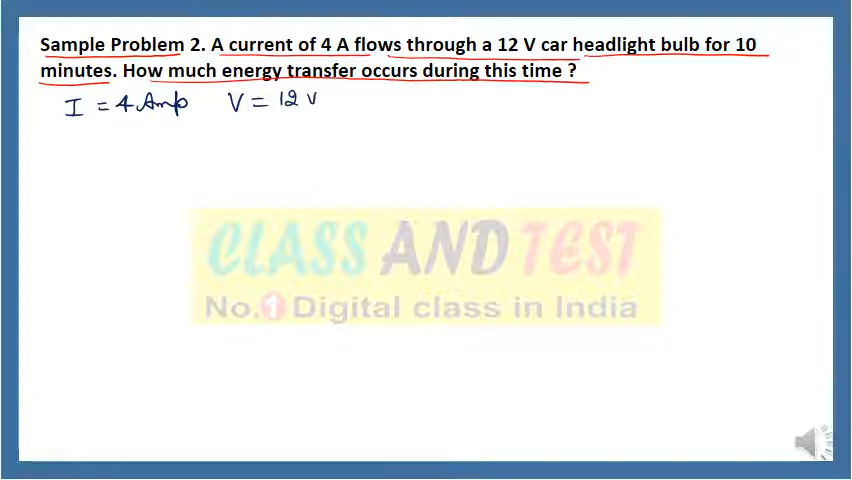 Sample Problem 2. A current of 4 A flows through a 12 V car headlight bulb for 10
minutes. How much energy transfer occurs during this time ?
I = 4 Amp V = 12 V
CLASS AND TEST
No.1 Digital class in India